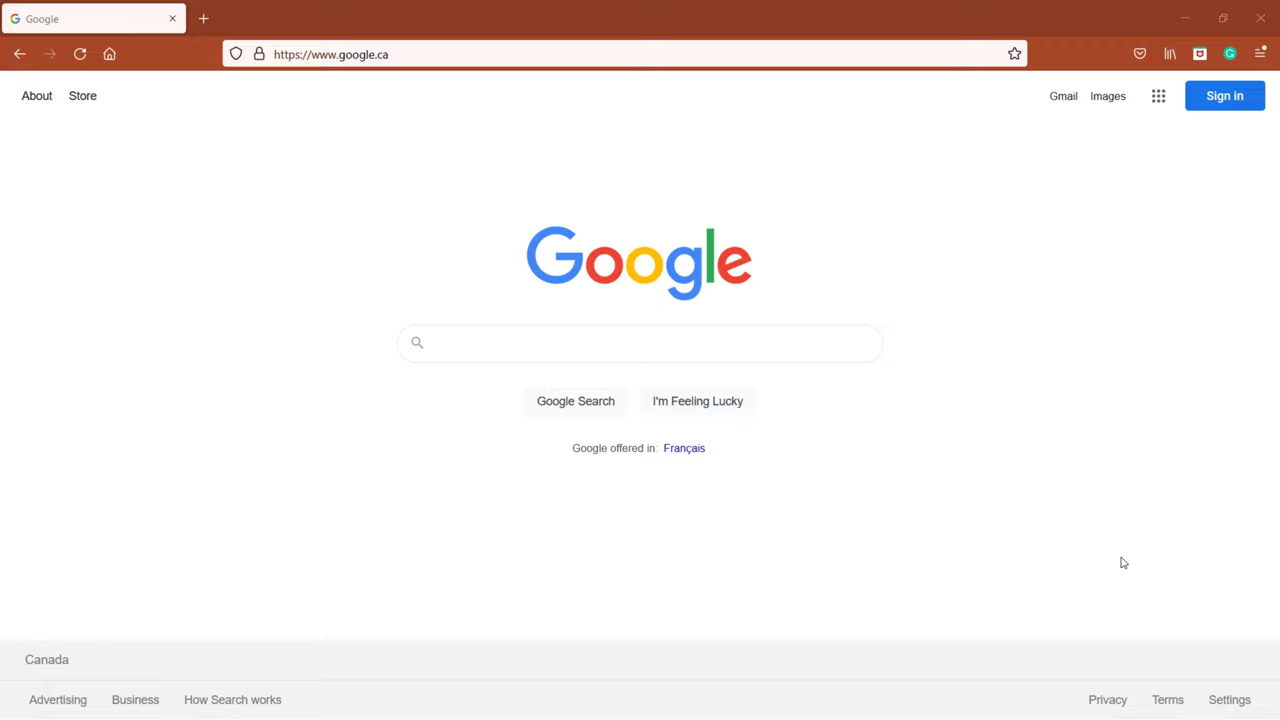 Google
https://www.google.ca
About Store
Gmail Images Sign in
Google
Google Search I'm Feeling Lucky
Google offered in: Français
Canada
Advertising Business How Search works
Privacy Terms Settings